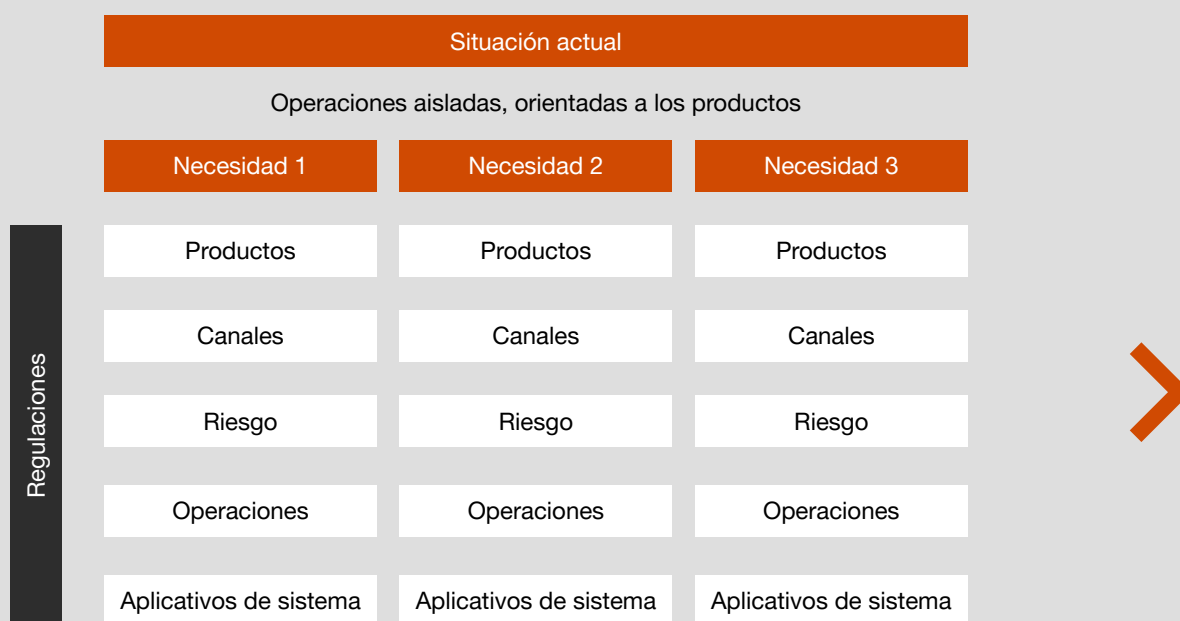 Situación actual
Operaciones aisladas, orientadas a los productos
Necesidad 1
Necesidad 2
Necesidad 3
Regulaciones
Productos
Productos
Productos
Canales
Canales
Canales
Riesgo
Riesgo
Riesgo
Operaciones
Operaciones
Operaciones
Aplicativos de sistema
Aplicativos de sistema
Aplicativos de sistema